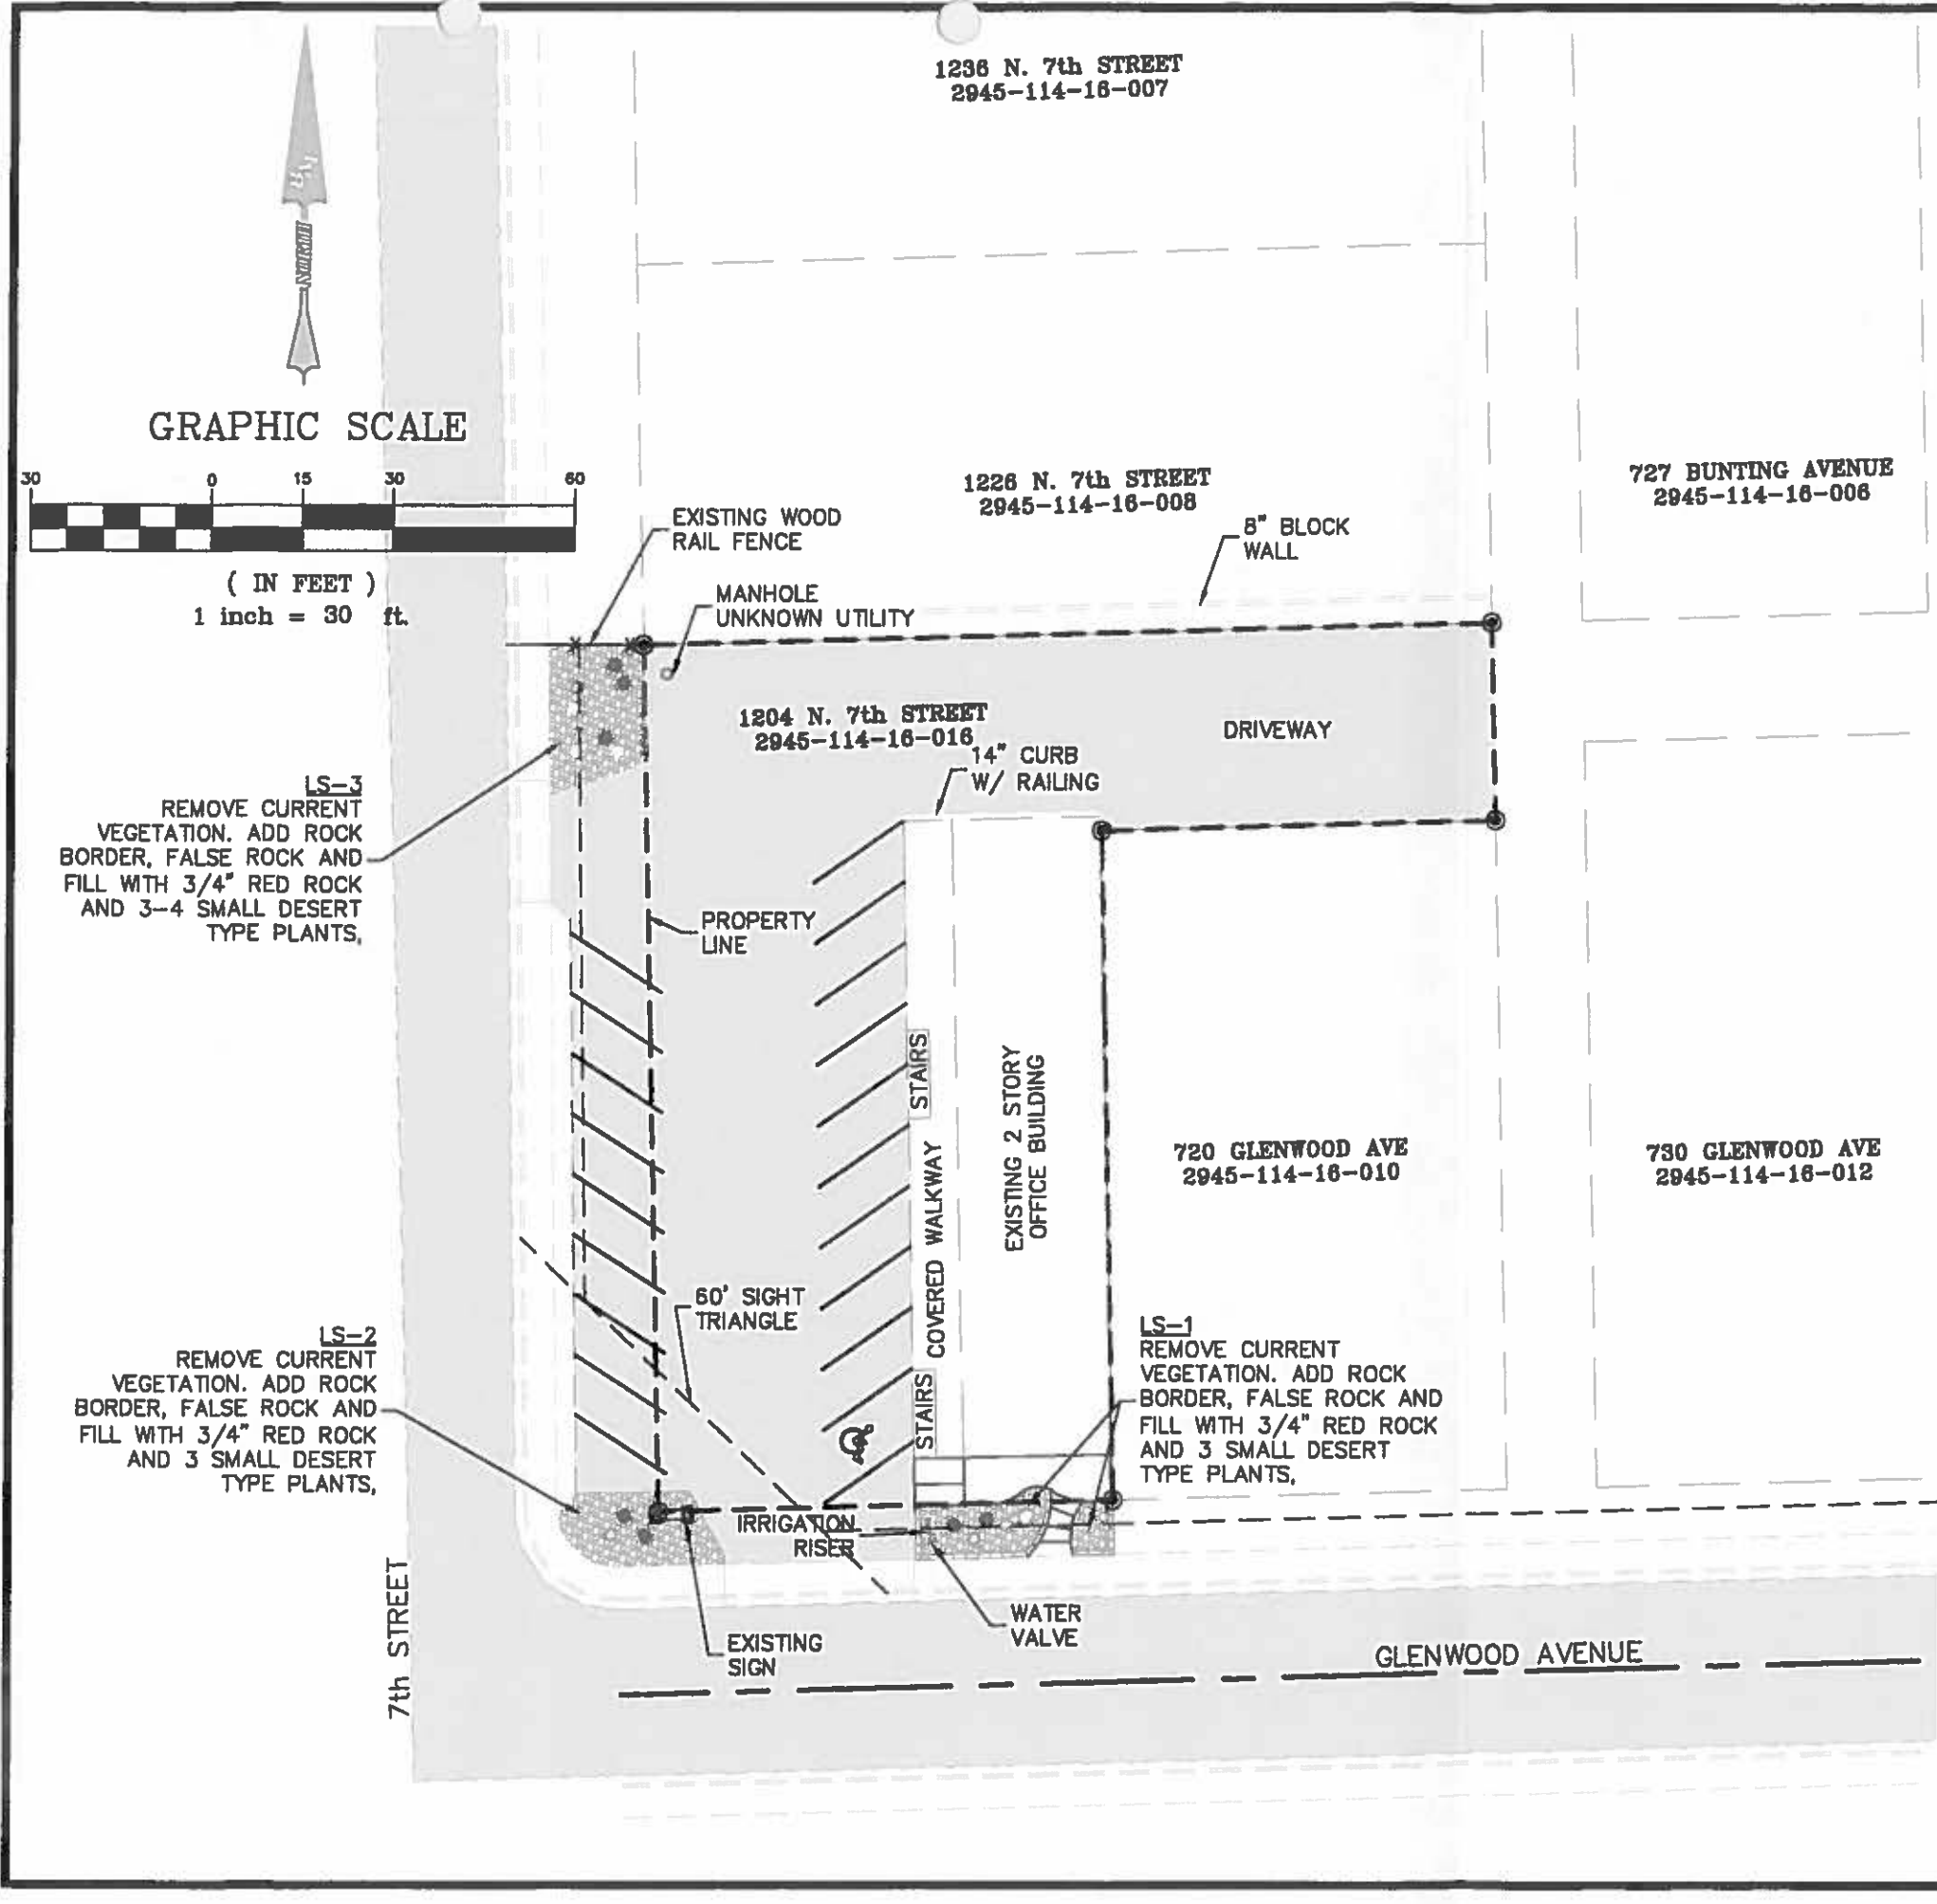 1236 N. 7th STREET
2945-114-16-007
NORTH
GRAPHIC SCALE
30 0 15 30 60
( IN FEET )
1 inch = 30 ft.
1226 N. 7th STREET
2945-114-16-008
727 BUNTING AVENUE
2945-114-16-006
EXISTING WOOD
RAIL FENCE
8" BLOCK
WALL
MANHOLE
UNKNOWN UTILITY
1204 N. 7th STREET
2945-114-16-016
DRIVEWAY
14" CURB
W/ RAILING
LS-3
REMOVE CURRENT
VEGETATION. ADD ROCK
BORDER, FALSE ROCK AND
FILL WITH 3/4" RED ROCK
AND 3-4 SMALL DESERT
TYPE PLANTS,
PROPERTY
LINE
STAIRS
EXISTING 2 STORY
OFFICE BUILDING
COVERED WALKWAY
STAIRS
720 GLENWOOD AVE
2945-114-16-010
730 GLENWOOD AVE
2945-114-16-012
60' SIGHT
TRIANGLE
LS-2
REMOVE CURRENT
VEGETATION. ADD ROCK
BORDER, FALSE ROCK AND
FILL WITH 3/4" RED ROCK
AND 3 SMALL DESERT
TYPE PLANTS,
LS-1
REMOVE CURRENT
VEGETATION. ADD ROCK
BORDER, FALSE ROCK AND
FILL WITH 3/4" RED ROCK
AND 3 SMALL DESERT
TYPE PLANTS,
IRRIGATION
RISER
7th STREET
EXISTING
SIGN
WATER
VALVE
GLENWOOD AVENUE